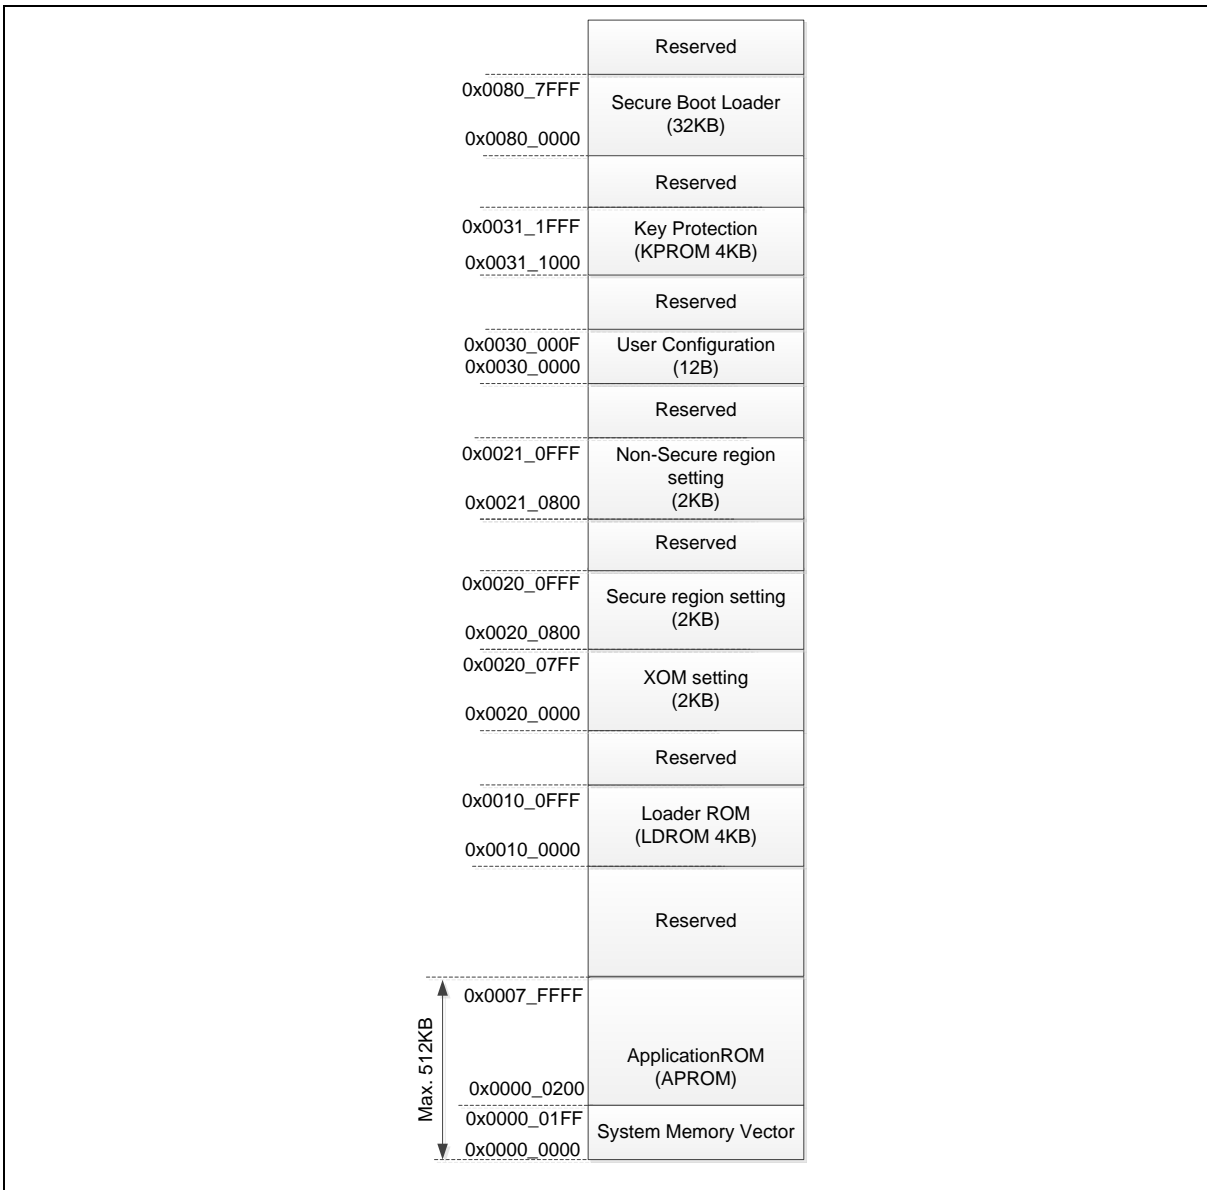 Reserved
0x0080_7FFF
Secure Boot Loader
(32KB)
0x0080_0000
Reserved
0x0031_1FFF
Key Protection
(KPROM 4KB)
0x0031_1000
Reserved
0x0030_000F
User Configuration
0x0030_0000
(12B)
Reserved
0x0021_0FFF
Non-Secure region
setting
(2KB)
0x0021_0800
Reserved
0x0020_0FFF
Secure region setting
(2KB)
0x0020_0800
0x0020_07FF
XOM setting
(2KB)
0x0020_0000
Reserved
0x0010_0FFF
Loader ROM
(LDROM 4KB)
0x0010_0000
Reserved
Max. 512KB
0x0007_FFFF
ApplicationROM
(APROM)
0x0000_0200
0x0000_01FF
System Memory Vector
0x0000_0000